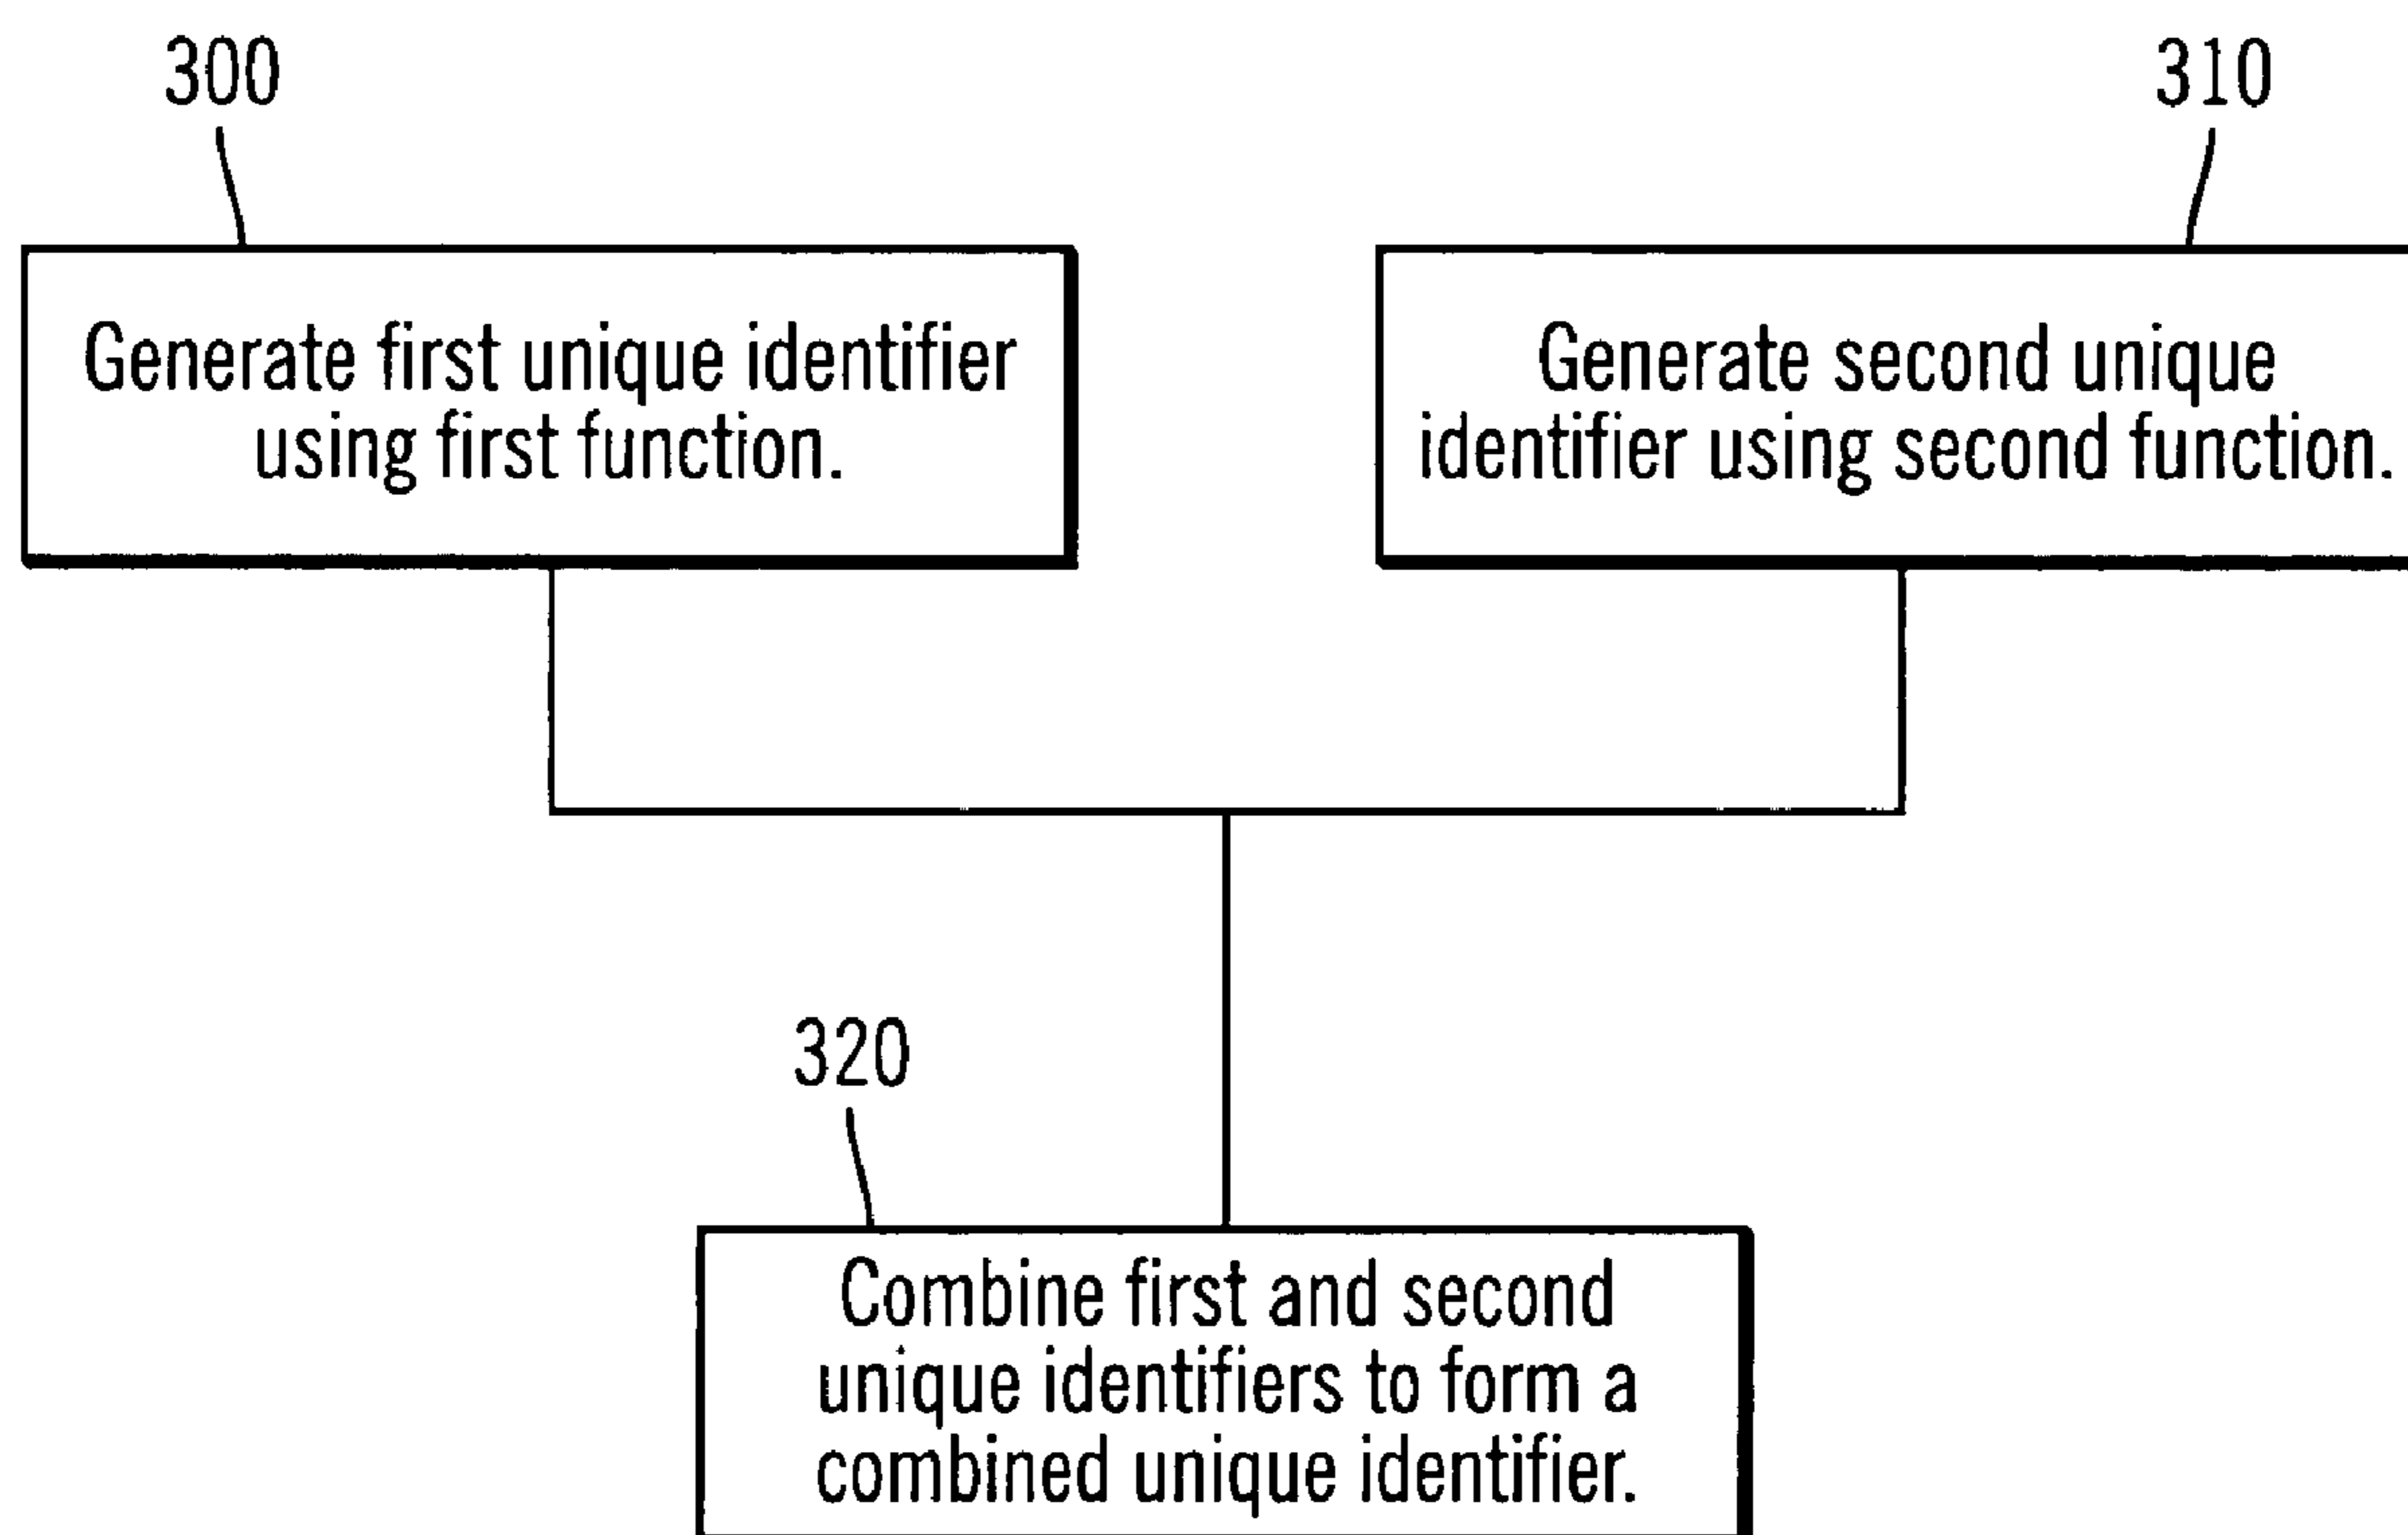 300
310
Generate first unique identifier
using first function.
Generate second unique
identifier using second function.
320
Combine first and second
unique identifiers to form a
combined unique identifier.